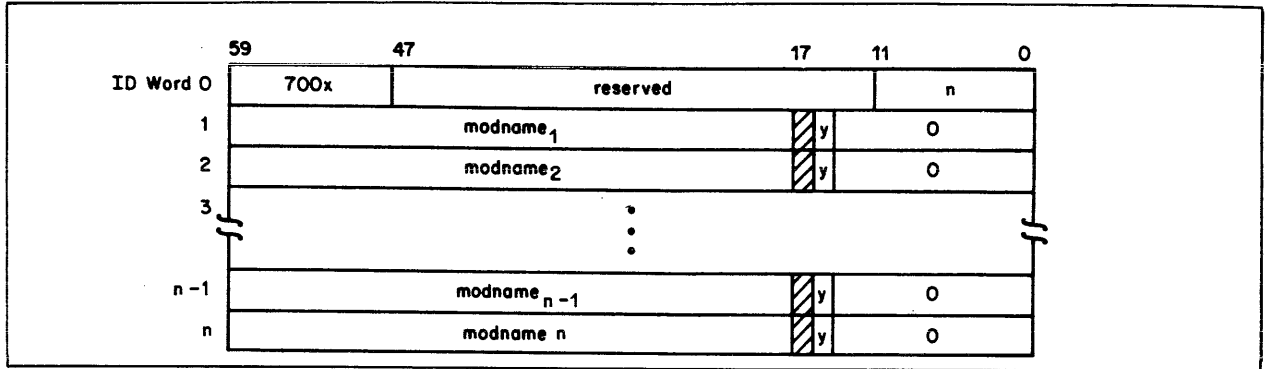 59 47 17 11 0
ID Word 0 700x reserved n
1 modname1 y 0
2 modname2 y 0
3
n-1 modname n-1 y 0
n modname n y 0